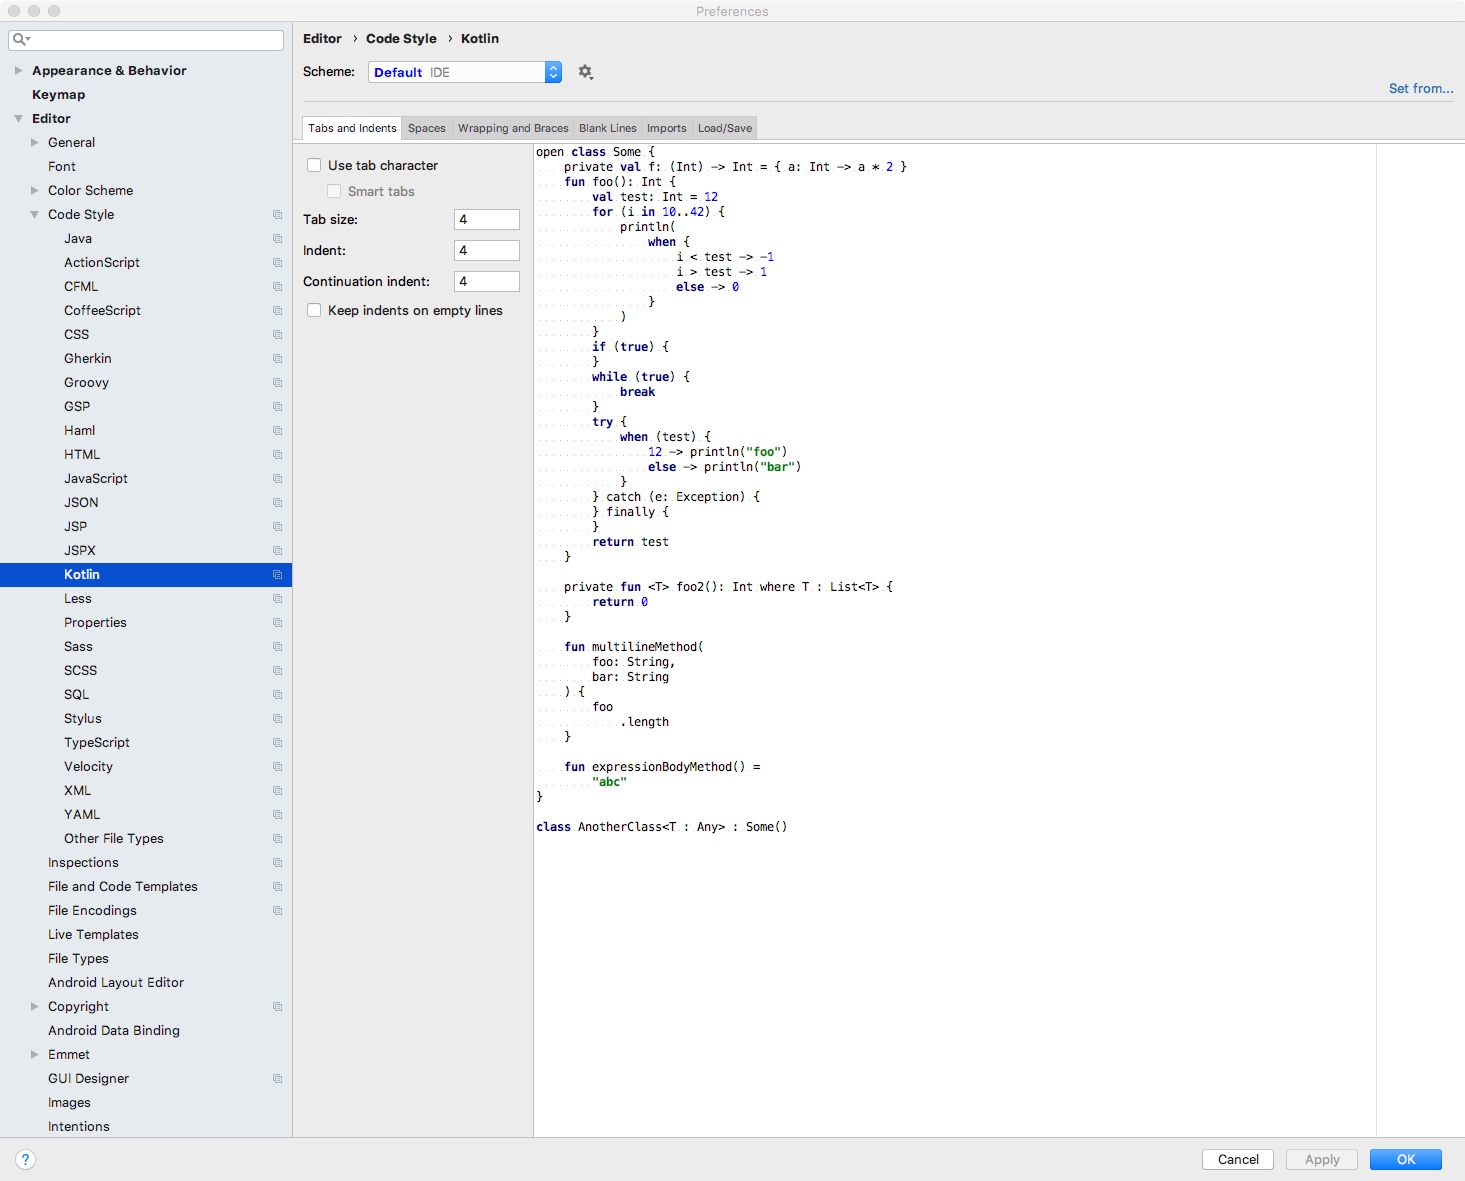 Preferences
Appearance & Behavior
Keymap
Editor
General
Font
Color Scheme
Code Style
Java
ActionScript
CFML
CoffeeScript
CSS
Gherkin
Groovy
GSP
Haml
HTML
JavaScript
JSON
JSP
JSPX
Kotlin
Less
Properties
Sass
SCSS
SQL
Stylus
TypeScript
Velocity
XML
YAML
Other File Types
Inspections
File and Code Templates
File Encodings
Live Templates
File Types
Android Layout Editor
Copyright
Android Data Binding
Emmet
GUI Designer
Images
Intentions
?
Editor › Code Style › Kotlin
Scheme: Default IDE
Set from...
Tabs and Indents Spaces Wrapping and Braces Blank Lines Imports Load/Save
Use tab character
Smart tabs
Tab size: 4
Indent: 4
Continuation indent: 4
Keep indents on empty lines
open class Some {
    private val f: (Int) -> Int = { a: Int -> a * 2 }
    fun foo(): Int {
        val test: Int = 12
        for (i in 10..42) {
            println(
                when {
                    i < test -> -1
                    i > test -> 1
                    else -> 0
                }
            )
        }
        if (true) {
        }
        while (true) {
            break
        }
        try {
            when (test) {
                12 -> println("foo")
                else -> println("bar")
            }
        } catch (e: Exception) {
        } finally {
        }
        return test
    }
    private fun <T> foo2(): Int where T : List<T> {
        return 0
    }
    fun multilineMethod(
        foo: String,
        bar: String
    ) {
        foo
            .length
    }
    fun expressionBodyMethod() =
        "abc"
}
class AnotherClass<T : Any> : Some()
Cancel Apply OK